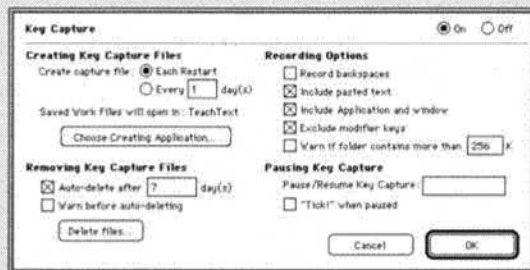 Key Capture
On Off
Creating Key Capture Files
Create capture file: Each Restart
Every 1 day(s)
Saved Work Files will open in: TeachText
Choose Creating Application...
Removing Key Capture Files
Auto-delete after 7 day(s)
Warn before auto-deleting
Delete files...
Recording Options
Record backspaces
Include pasted text
Include Application and window
Exclude modifier keys
Warn if folder contains more than 256 K
Pausing Key Capture
Pause/Resume Key Capture:
"Tick!" when paused
Cancel
OK